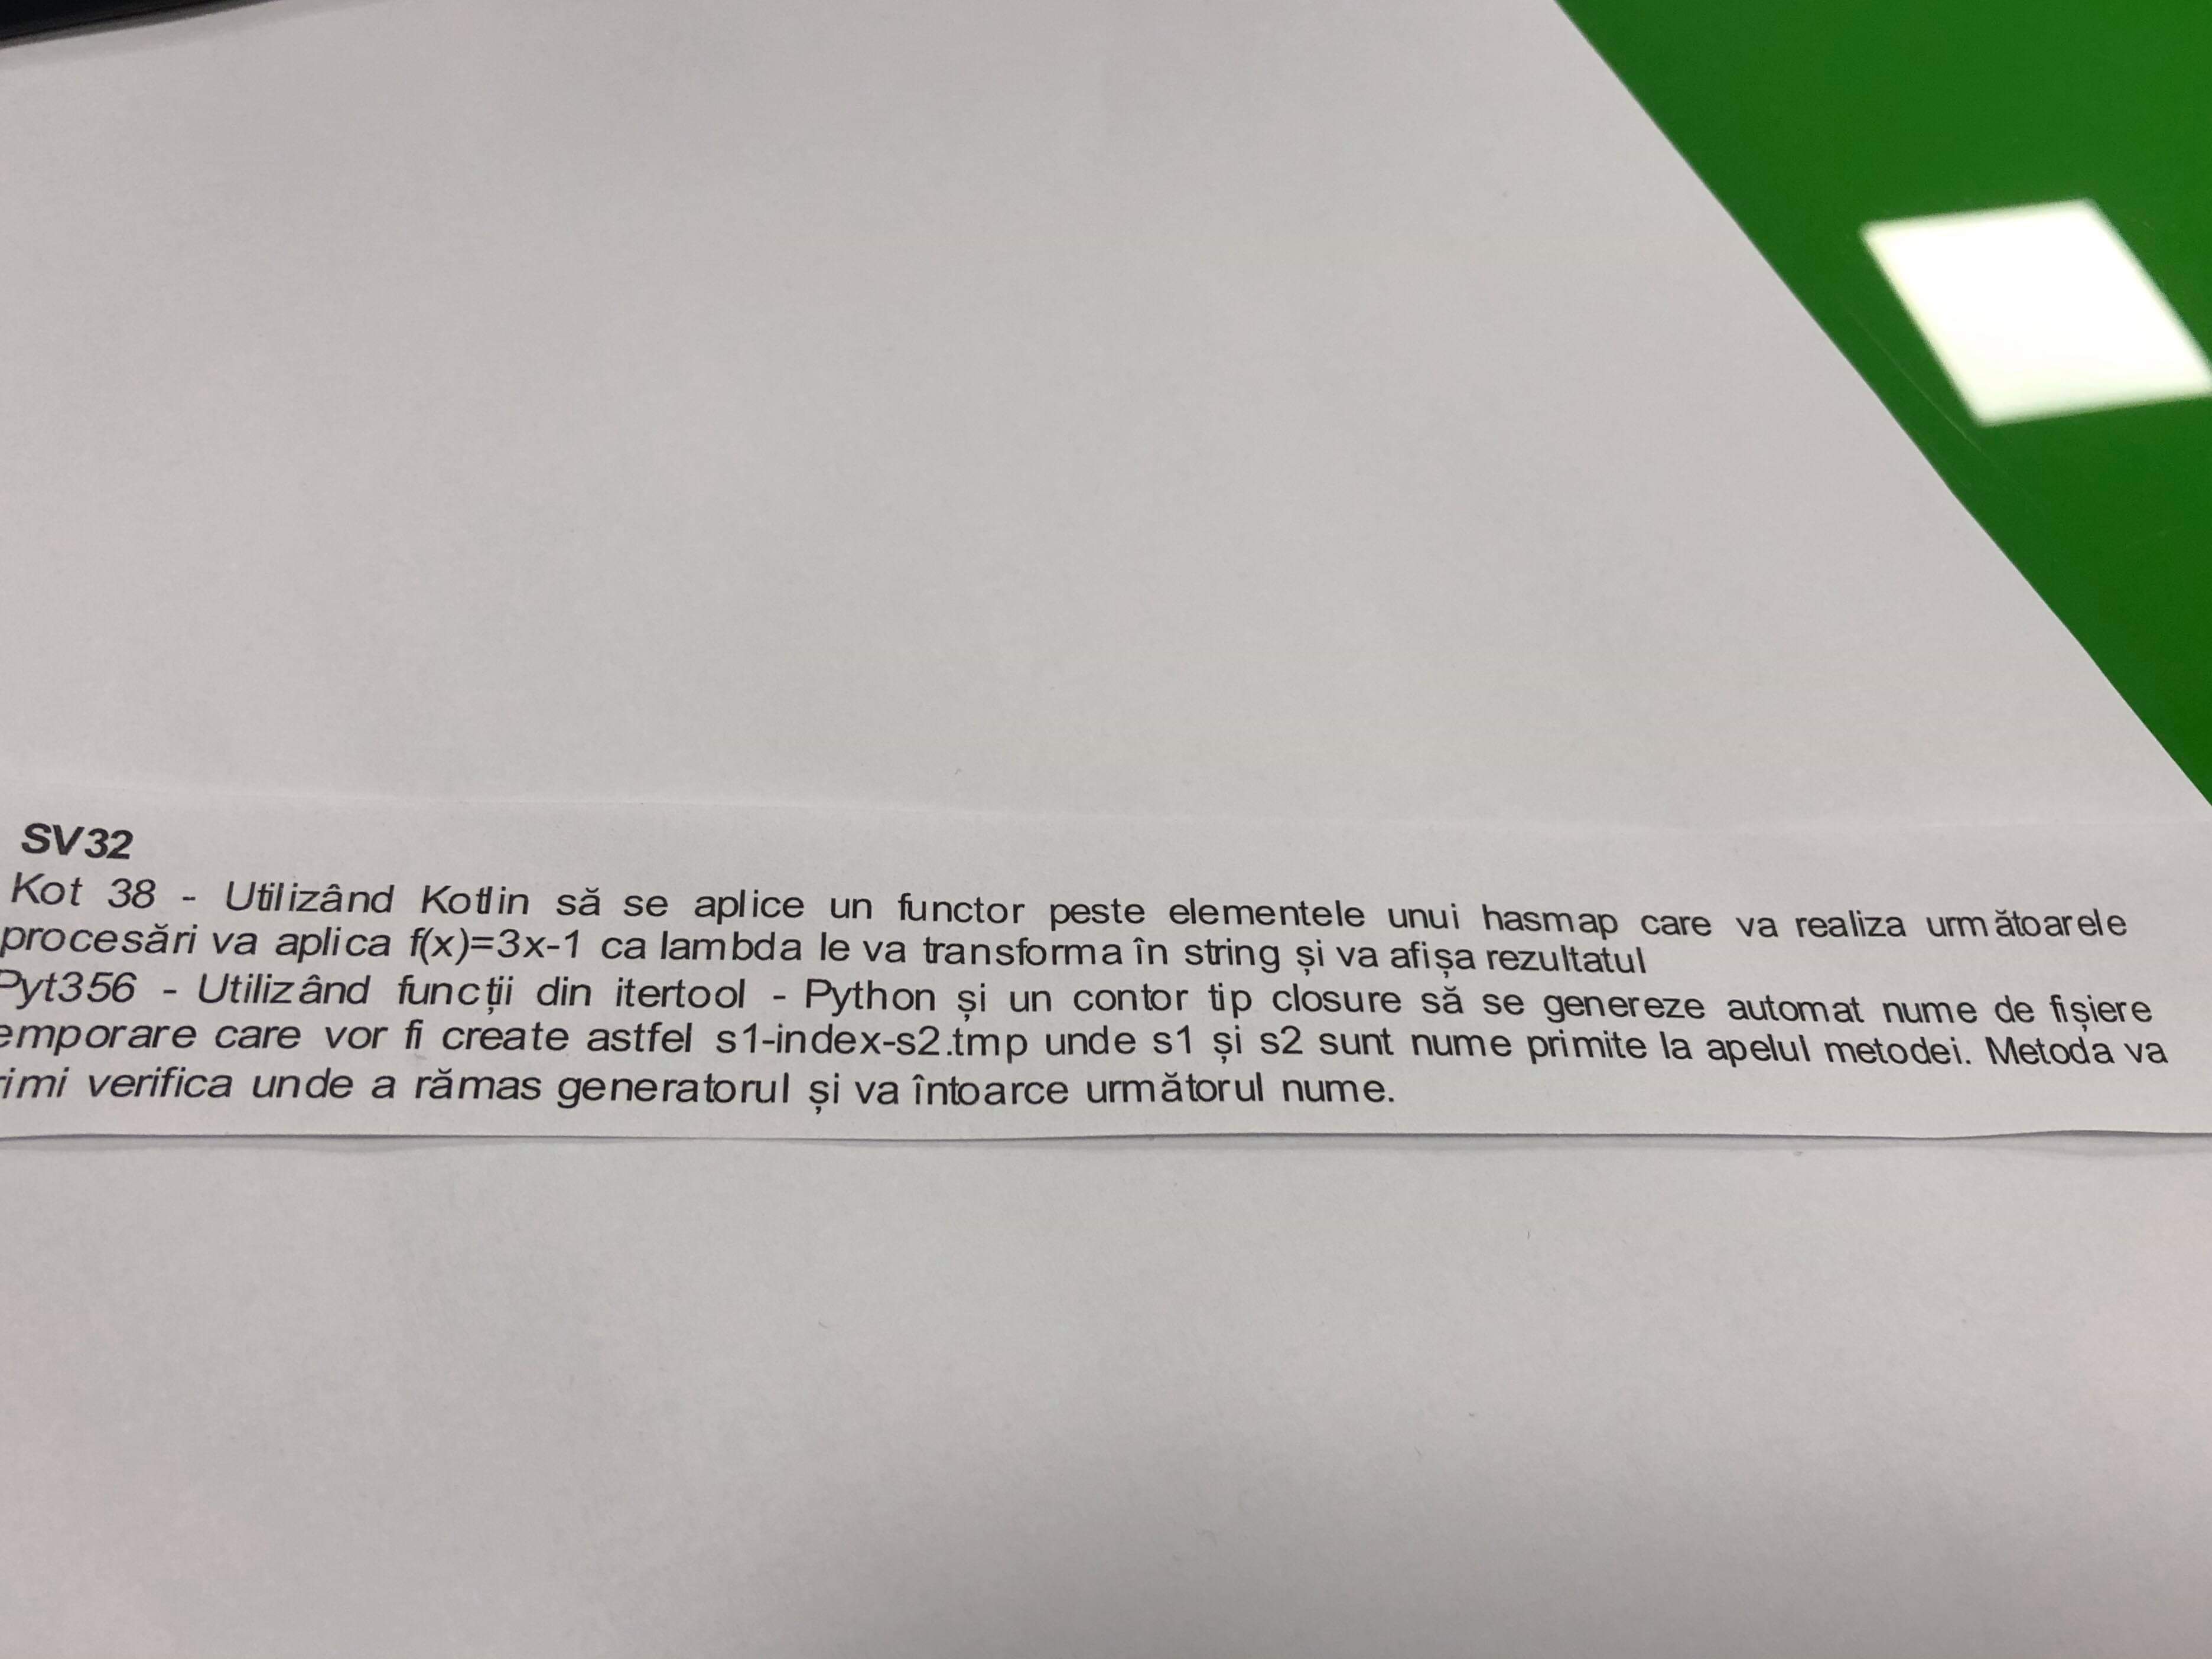 SV32
Kot 38 - Utilizând Kotlin să se aplice un functor peste elementele unui hasmap care va realiza următoarele
procesări va aplica f(x)=3x-1 ca lambda le va transforma în string și va afișa rezultatul
Pyt356 - Utilizând funcții din itertool - Python și un contor tip closure să se genereze automat nume de fișiere
emporare care vor fi create astfel s1-index-s2.tmp unde s1 și s2 sunt nume primite la apelul metodei. Metoda va
imi verifica unde a rămas generatorul și va întoarce următorul nume.